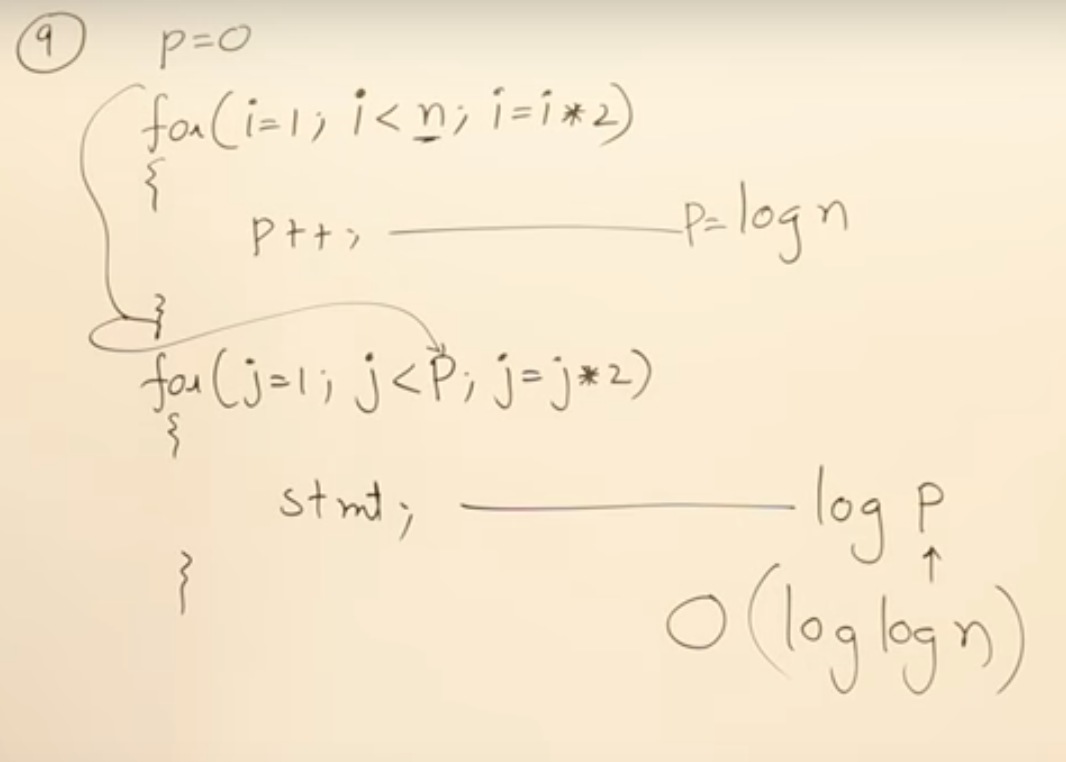 9 p=0
for(i=1; i<n; i=i*2)
{
p++; P=log n
}
for(j=1; j<P; j=j*2)
{
stmt; log P
↑
}
O(log log n)